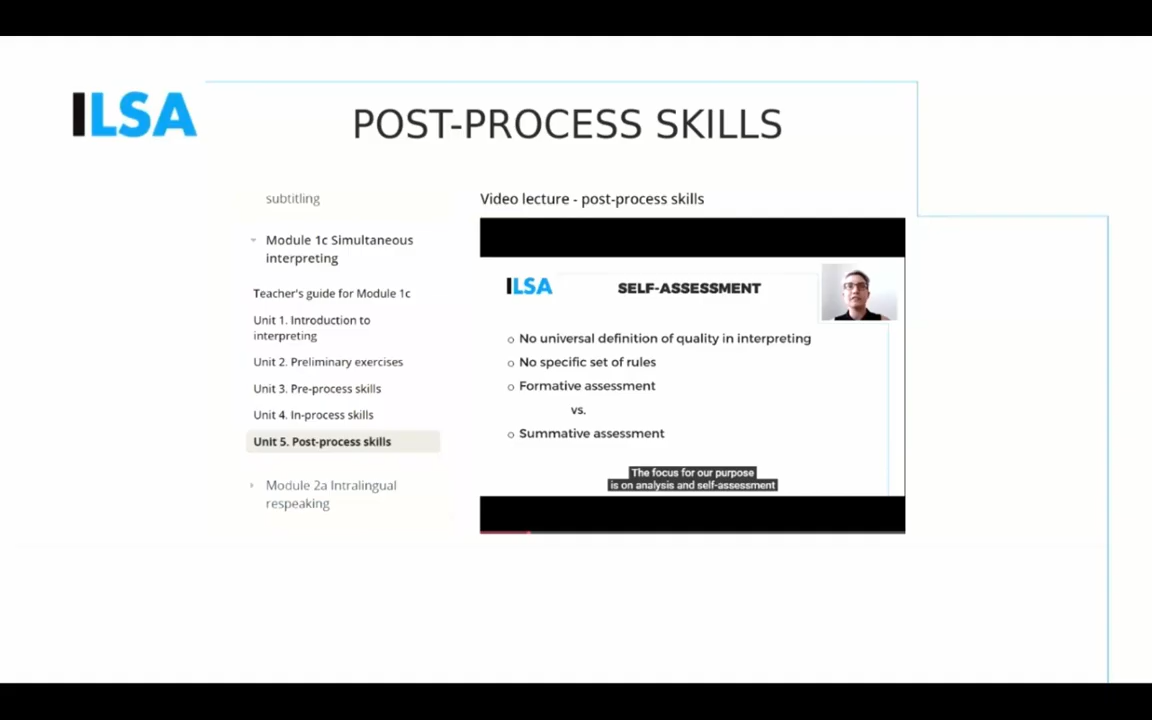 ILSA
POST-PROCESS SKILLS
subtitling
Module 1c Simultaneous
interpreting
Teacher's guide for Module 1c
Unit 1. Introduction to
interpreting
Unit 2. Preliminary exercises
Unit 3. Pre-process skills
Unit 4. In-process skills
Unit 5. Post-process skills
Module 2a Intralingual
respeaking
Video lecture - post-process skills
ILSA
SELF-ASSESSMENT
No universal definition of quality in interpreting
No specific set of rules
Formative assessment
vs.
Summative assessment
The focus for our purpose
is on analysis and self-assessment